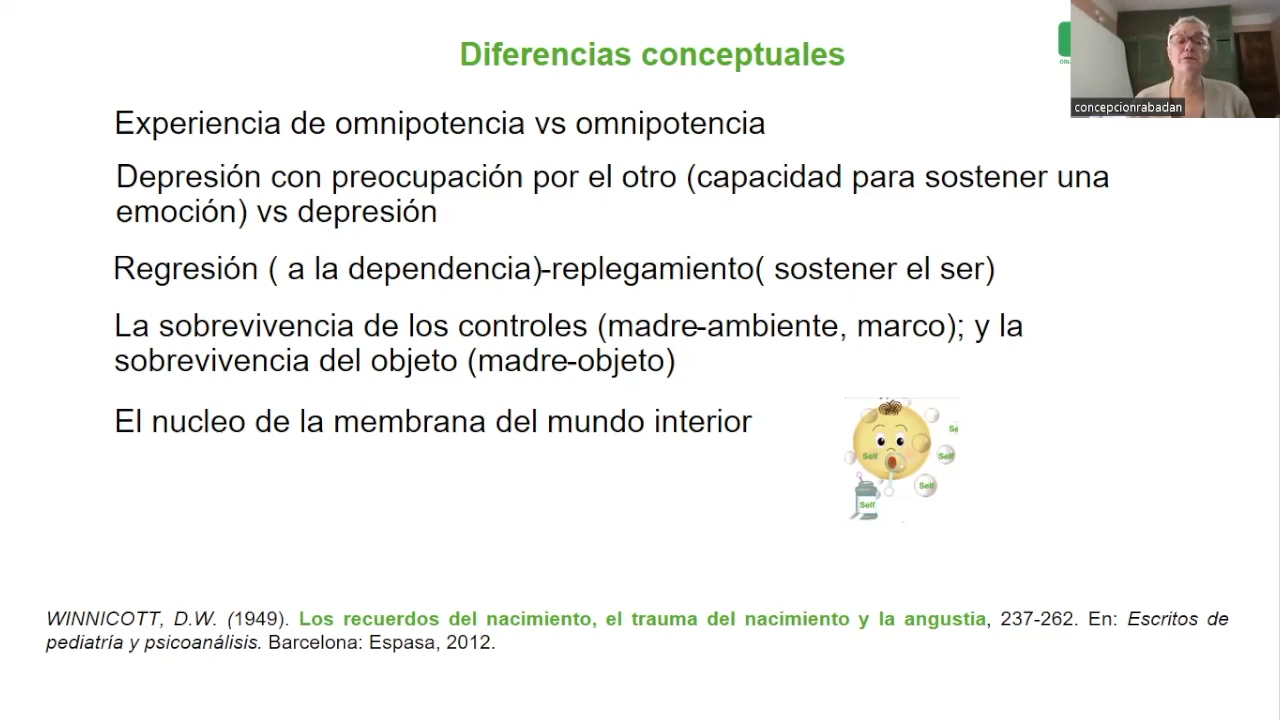 Diferencias conceptuales
concepcionrabadan
Experiencia de omnipotencia vs omnipotencia
Depresión con preocupación por el otro (capacidad para sostener una
emoción) vs depresión
Regresión ( a la dependencia)-replegamiento( sostener el ser)
La sobrevivencia de los controles (madre-ambiente, marco); y la
sobrevivencia del objeto (madre-objeto)
El nucleo de la membrana del mundo interior
Self
Self
Self
Self
WINNICOTT, D.W. (1949). Los recuerdos del nacimiento, el trauma del nacimiento y la angustia, 237-262. En: Escritos de
pediatría y psicoanálisis. Barcelona: Espasa, 2012.